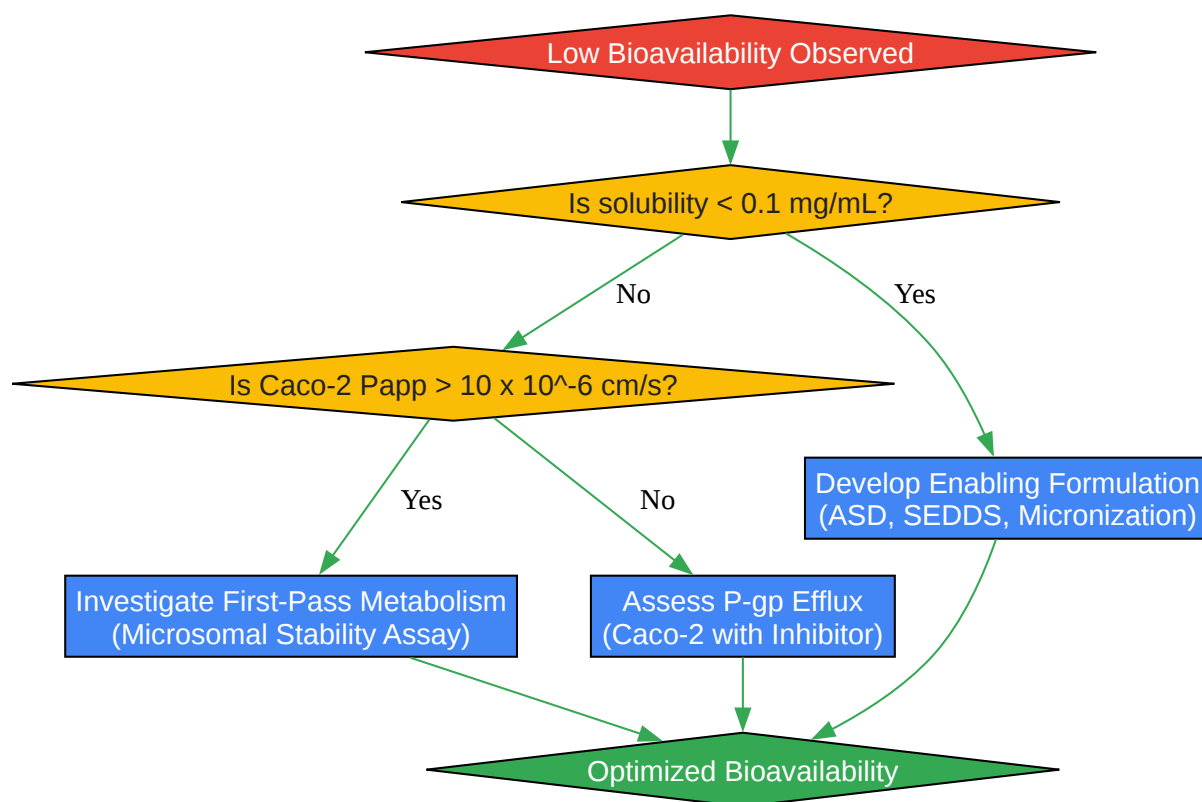 Low Bioavailability Observed
Is solubility < 0.1 mg/mL?
No
Yes
Is Caco-2 Papp > 10 x 10^-6 cm/s?
Yes
No
Develop Enabling Formulation
(ASD, SEDDS, Micronization)
Investigate First-Pass Metabolism
(Microsomal Stability Assay)
Assess P-gp Efflux
(Caco-2 with Inhibitor)
Optimized Bioavailability